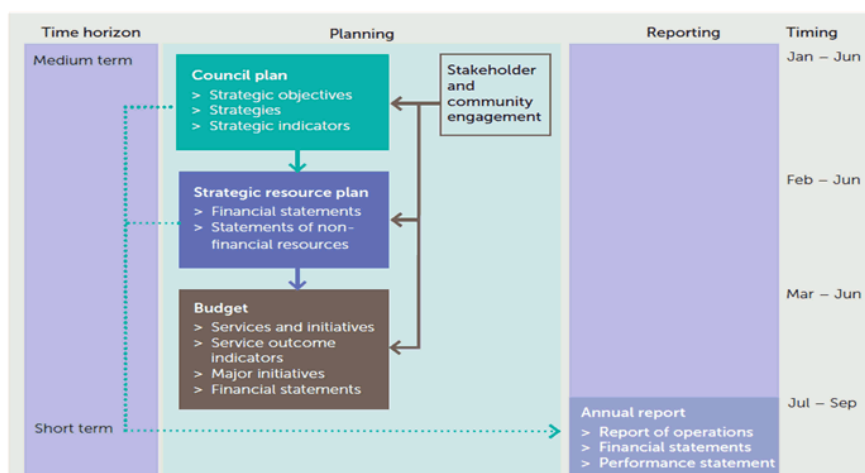 Time horizon
Planning
Reporting
Timing
Medium term
Council plan
> Strategic objectives
> Strategies
> Strategic indicators
Stakeholder
and
community
engagement
Jan – Jun
Strategic resource plan
> Financial statements
> Statements of non-
financial resources
Feb – Jun
Budget
> Services and initiatives
> Service outcome
indicators
> Major initiatives
> Financial statements
Mar – Jun
Short term
Annual report
> Report of operations
> Financial statements
> Performance statement
Jul – Sep